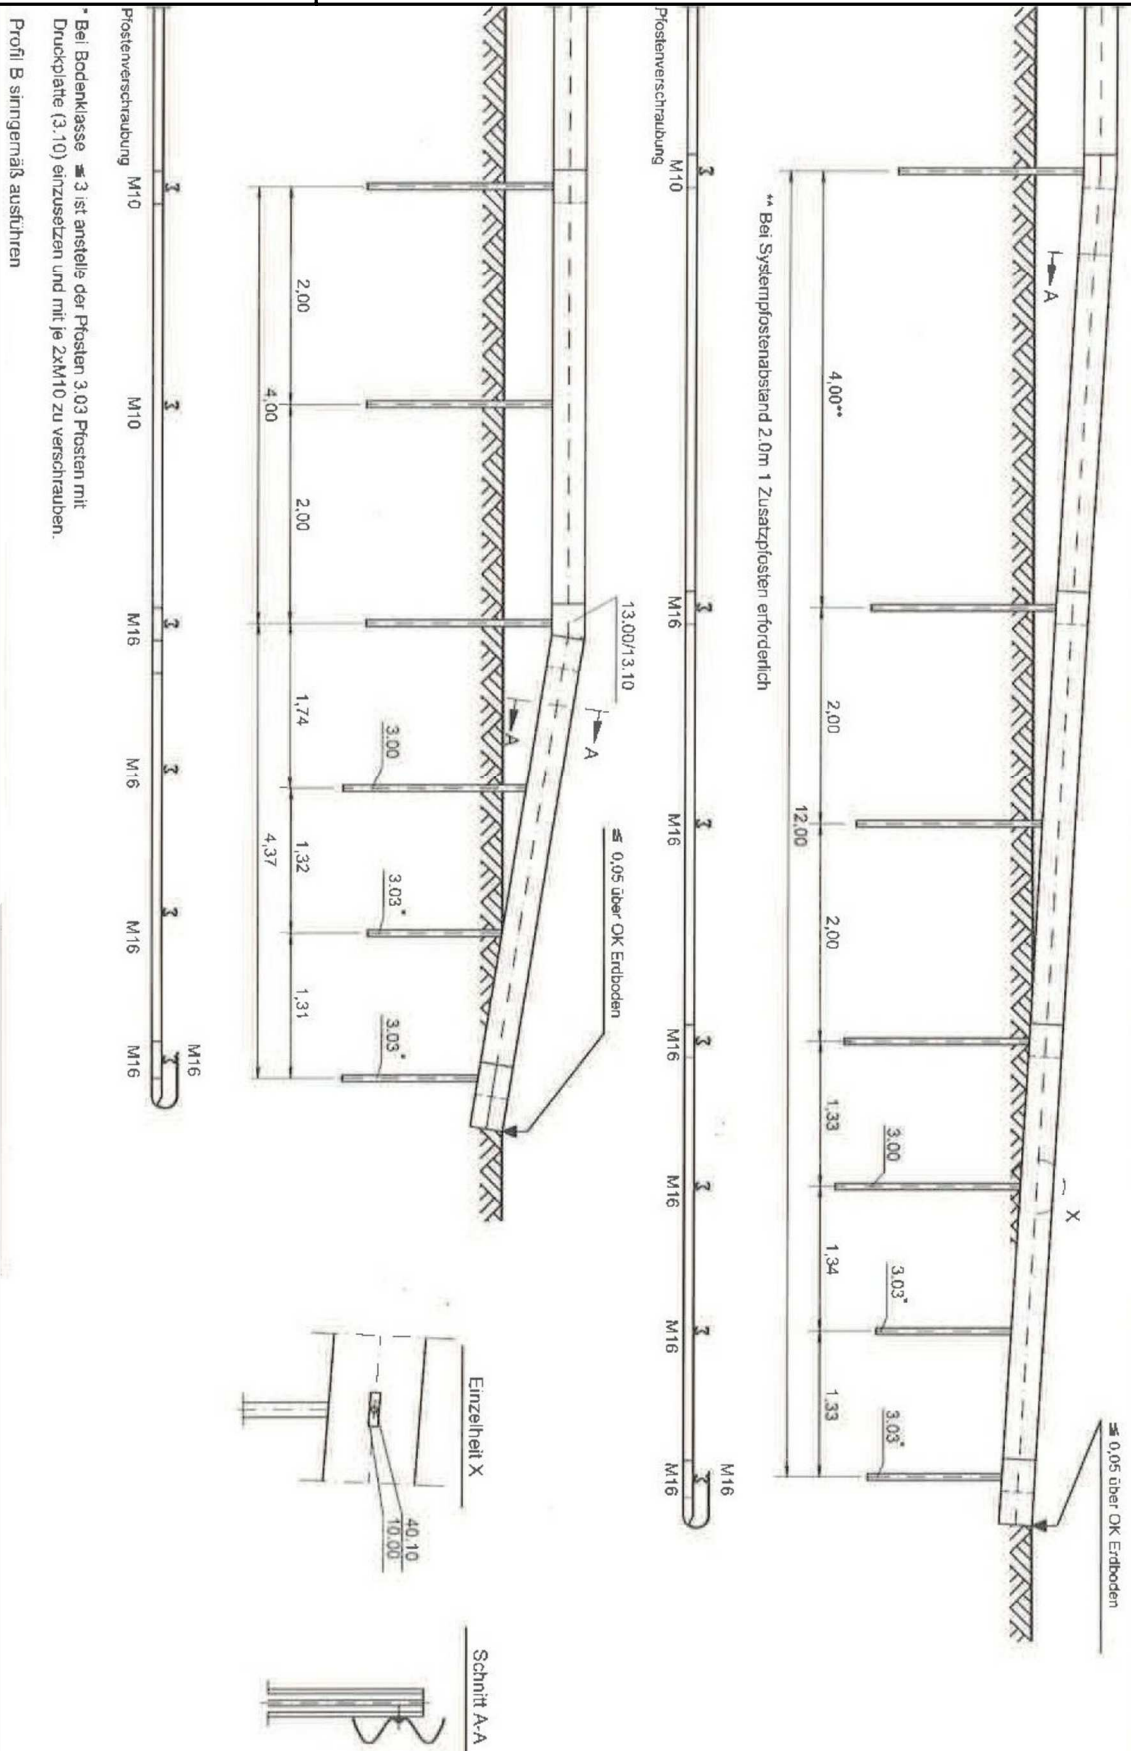 ≦ 0,05 über OK Erdboden
A
X
4,00**
2,00
2,00
1,33
1,34
1,33
3.00
3.03*
3.03*
12,00
** Bei Systempfostenabstand 2.0m 1 Zusatzpfosten erforderlich
Pfostenverschraubung
M10
M16
M16
M16
M16
M16
M16
M16
13.00/13.10
A
A
≦ 0,05 über OK Erdboden
3.00
3.03*
3.03*
2,00
2,00
1,74
1,32
1,31
4,00
4,37
Pfostenverschraubung
M10
M10
M16
M16
M16
M16
M16
Einzelheit X
40.10
10.00
Schnitt A-A
* Bei Bodenklasse ≦ 3 ist anstelle der Pfosten 3.03 Pfosten mit
Druckplatte (3.10) einzusetzen und mit je 2xM10 zu verschrauben.
Profil B sinngemäß ausführen